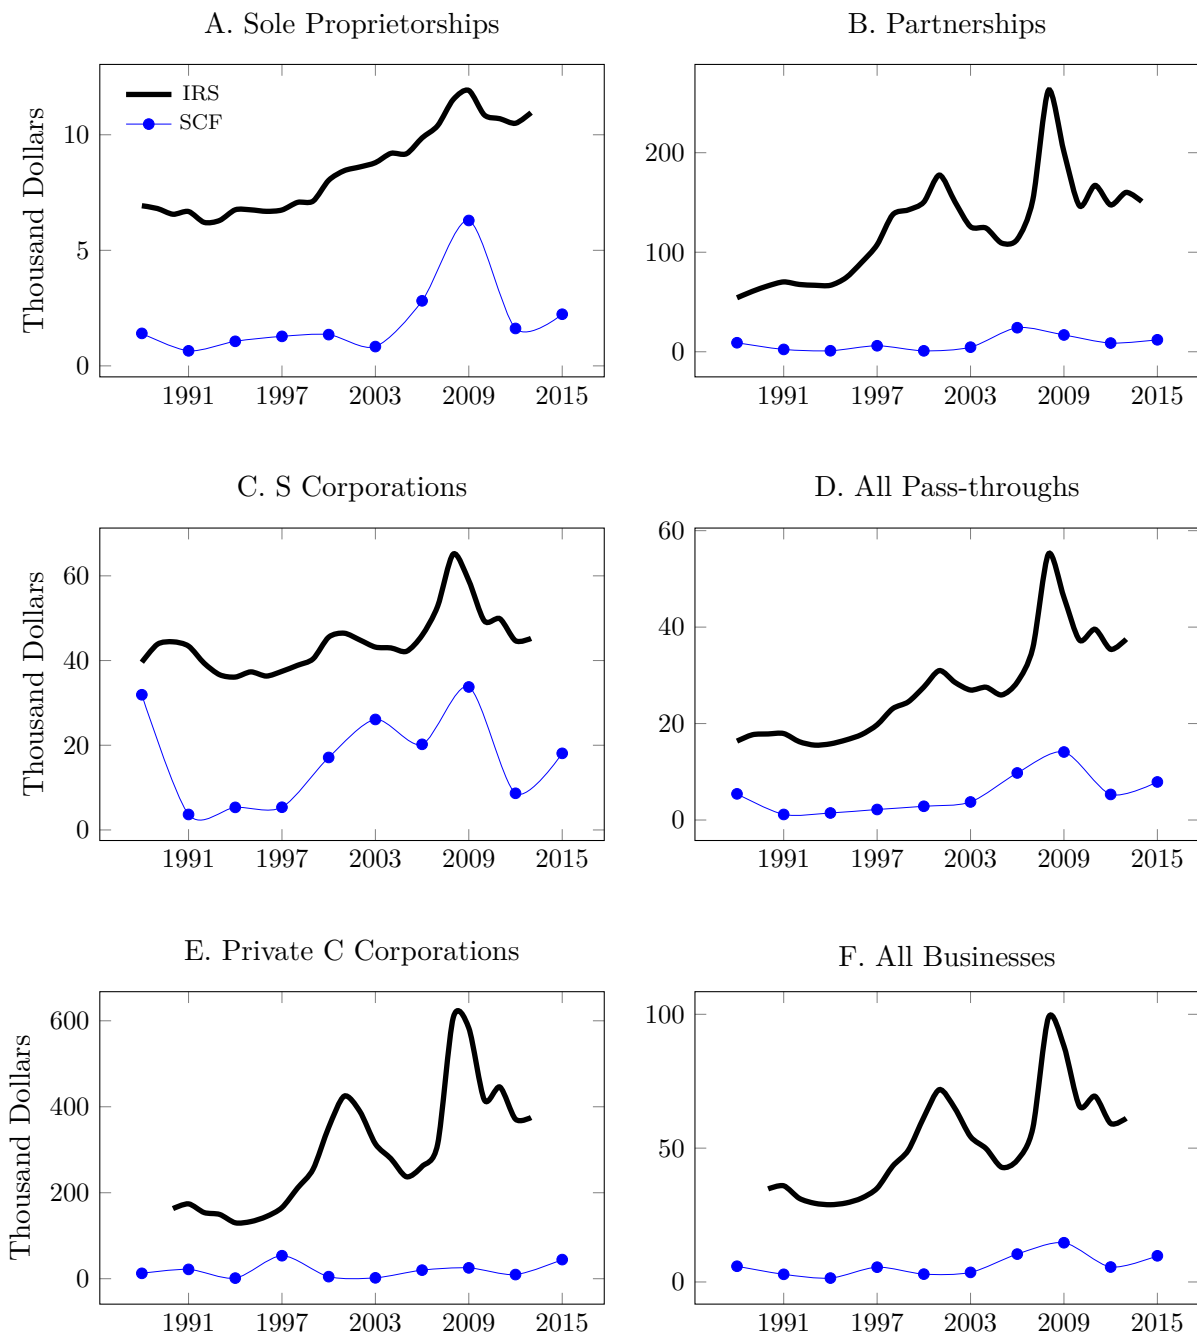 A. Sole Proprietorships
B. Partnerships
Thousand Dollars
IRS
SCF
10
5
0
1991 1997 2003 2009 2015
200
100
0
1991 1997 2003 2009 2015
C. S Corporations
D. All Pass-throughs
Thousand Dollars
60
40
20
0
1991 1997 2003 2009 2015
60
40
20
0
1991 1997 2003 2009 2015
E. Private C Corporations
F. All Businesses
Thousand Dollars
600
400
200
0
1991 1997 2003 2009 2015
100
50
0
1991 1997 2003 2009 2015